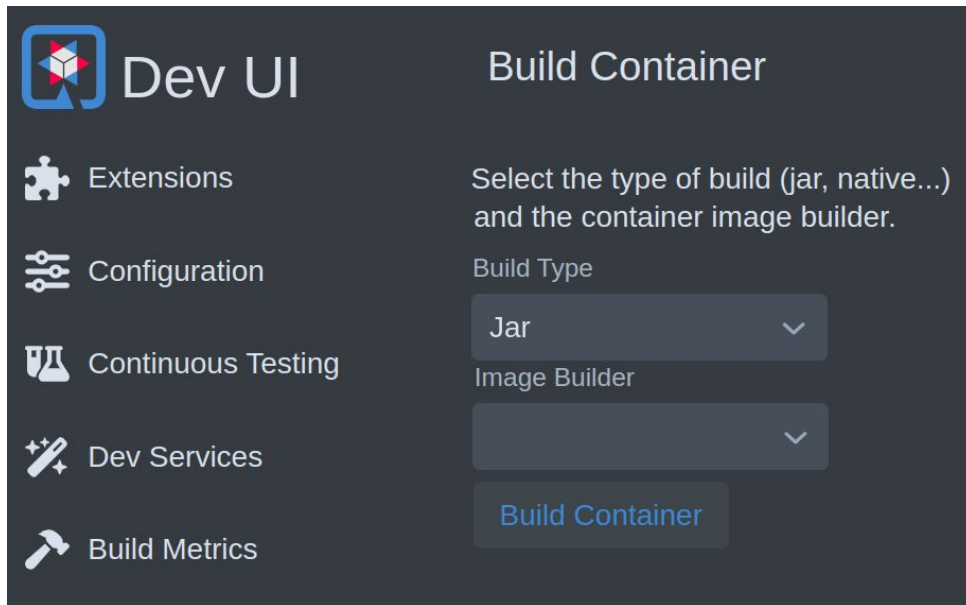 Dev UI
Extensions
Configuration
Continuous Testing
Dev Services
Build Metrics
Build Container
Select the type of build (jar, native...)
and the container image builder.
Build Type
Jar
Image Builder
Build Container